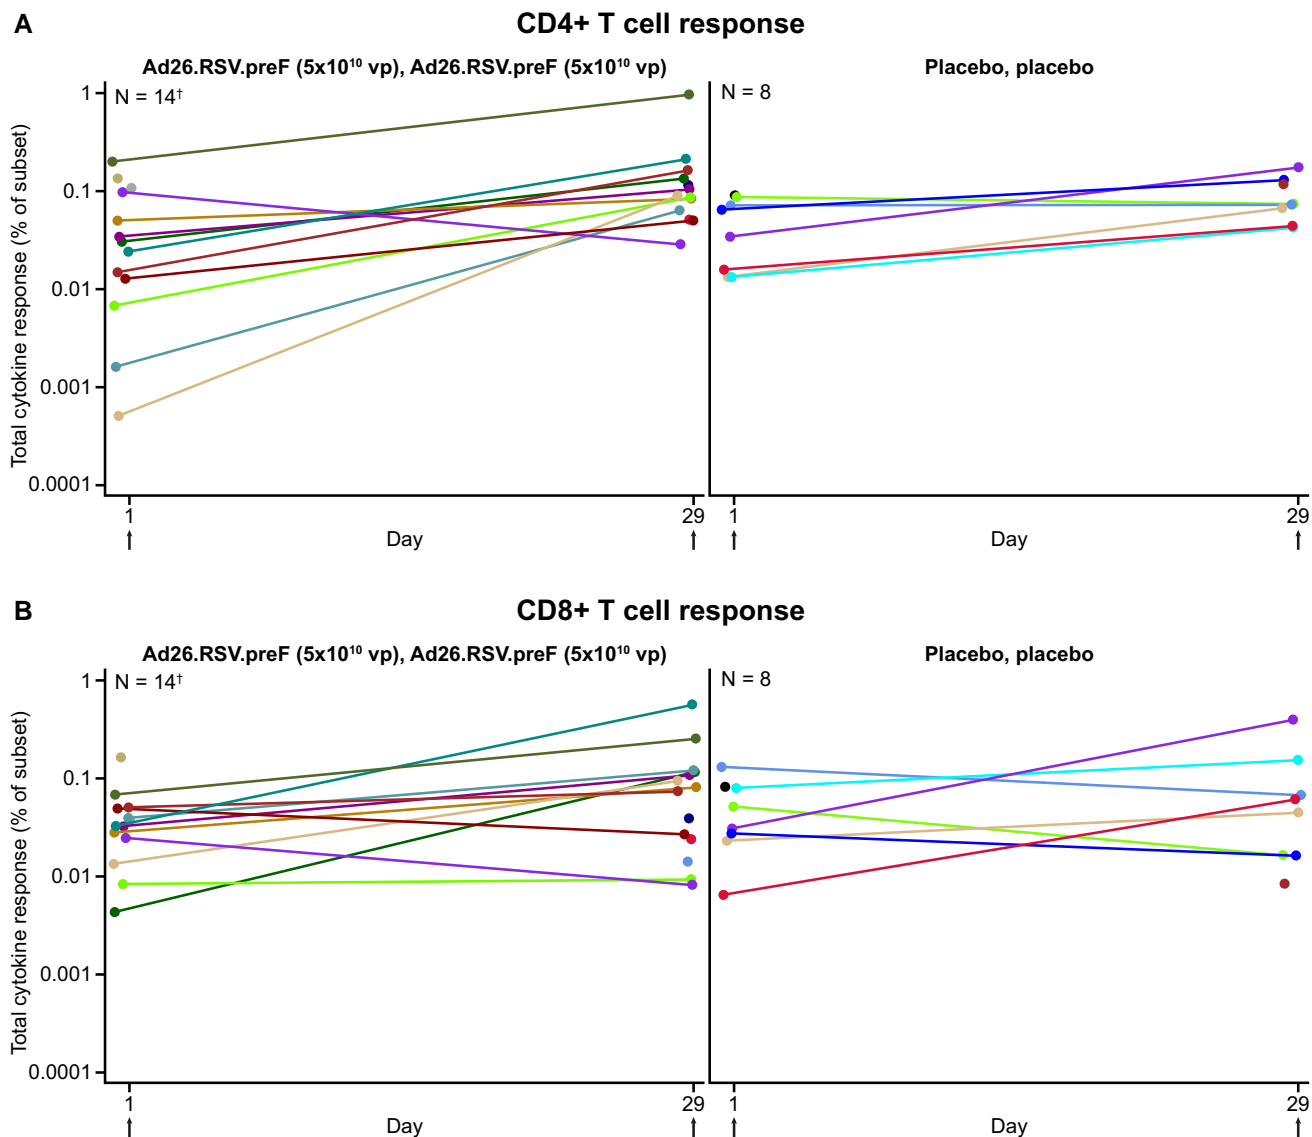 A
CD4+ T cell response
Ad26.RSV.preF (5x10¹⁰ vp), Ad26.RSV.preF (5x10¹⁰ vp)
Placebo, placebo
N = 14†
N = 8
Total cytokine response (% of subset)
1
0.1
0.01
0.001
0.0001
1
29
1
29
Day
Day
B
CD8+ T cell response
Ad26.RSV.preF (5x10¹⁰ vp), Ad26.RSV.preF (5x10¹⁰ vp)
Placebo, placebo
N = 14†
N = 8
Total cytokine response (% of subset)
1
0.1
0.01
0.001
0.0001
1
29
1
29
Day
Day